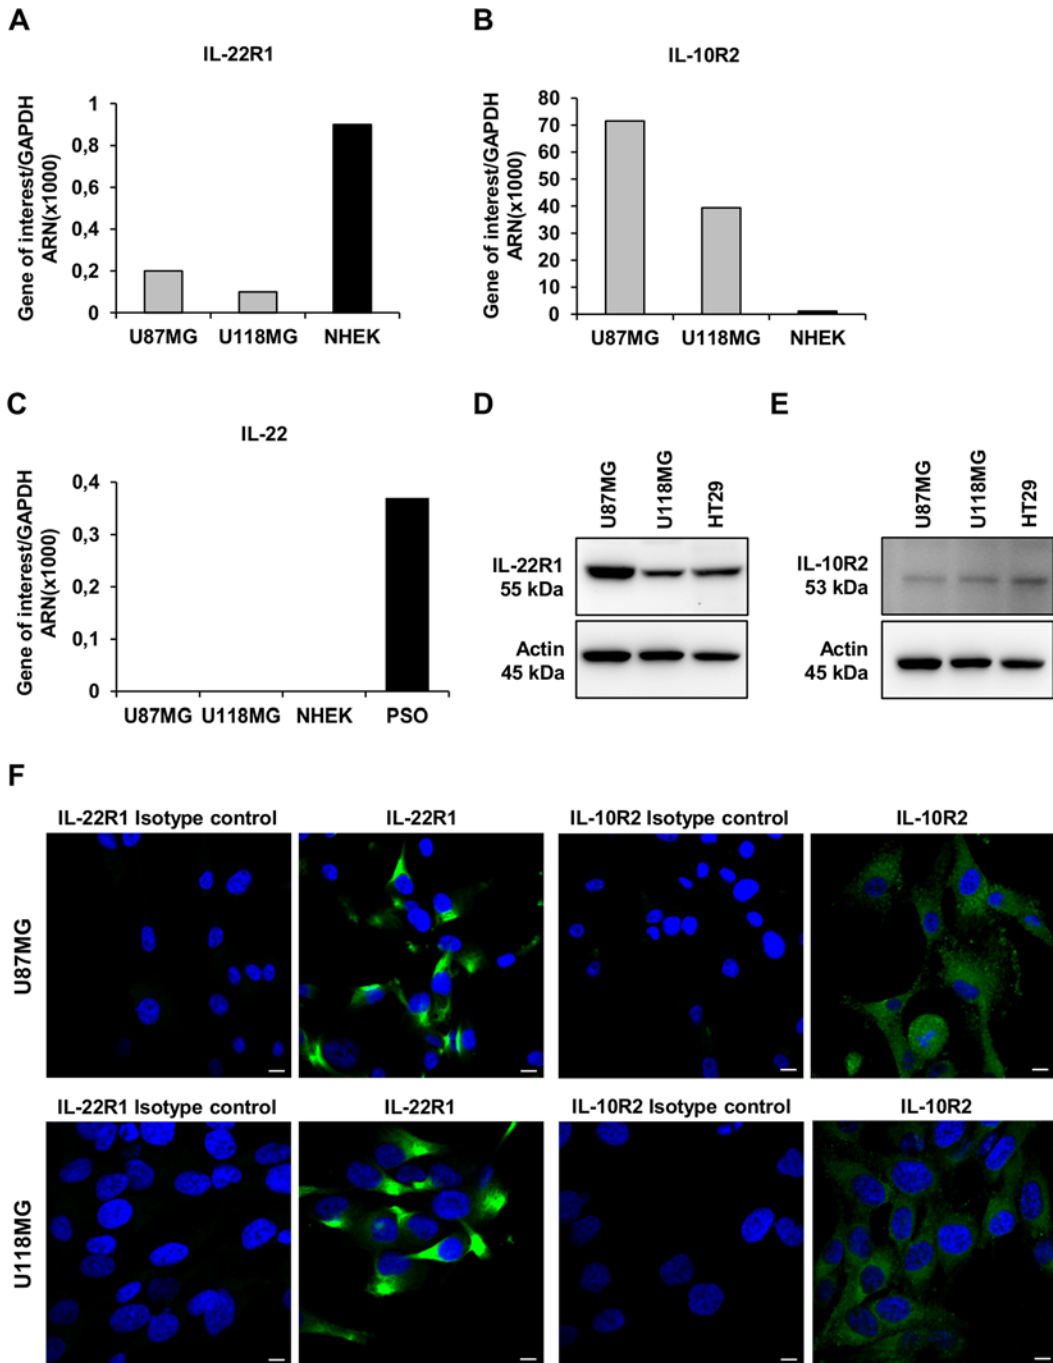 A
IL-22R1
Gene of interest/GAPDH
ARN(x1000)
1
0,8
0,6
0,4
0,2
0
U87MG U118MG NHEK
B
IL-10R2
Gene of interest/GAPDH
ARN(x1000)
80
70
60
50
40
30
20
10
0
U87MG U118MG NHEK
C
IL-22
Gene of interest/GAPDH
ARN(x1000)
0,4
0,3
0,2
0,1
0
U87MG U118MG NHEK PSO
D
U87MG
U118MG
HT29
IL-22R1
55 kDa
Actin
45 kDa
E
U87MG
U118MG
HT29
IL-10R2
53 kDa
Actin
45 kDa
F
IL-22R1 Isotype control IL-22R1 IL-10R2 Isotype control IL-10R2
U87MG
IL-22R1 Isotype control IL-22R1 IL-10R2 Isotype control IL-10R2
U118MG